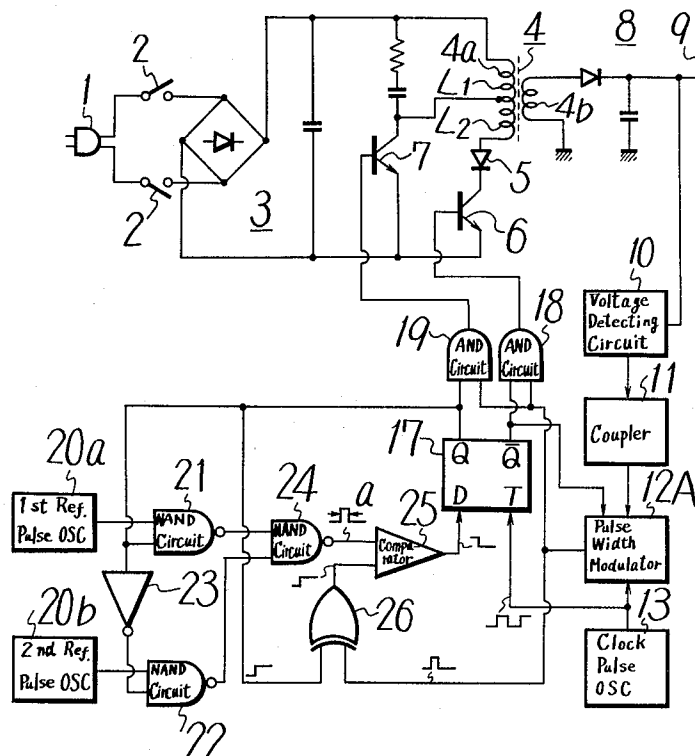 2
4
8
9
4a
1
L1
4b
L2
7
5
2
3
6
10
Voltage
Detecting
Circuit
19
AND
Circuit
18
AND
Circuit
11
Coupler
17
Q
Q̅
D
T
20a
1st Ref.
Pulse OSC
21
NAND
Circuit
24
NAND
Circuit
a
25
Compa-
rator
12A
Pulse
Width
Modulator
23
26
20b
2nd Ref.
Pulse OSC
NAND
Circuit
22
13
Clock
Pulse
OSC